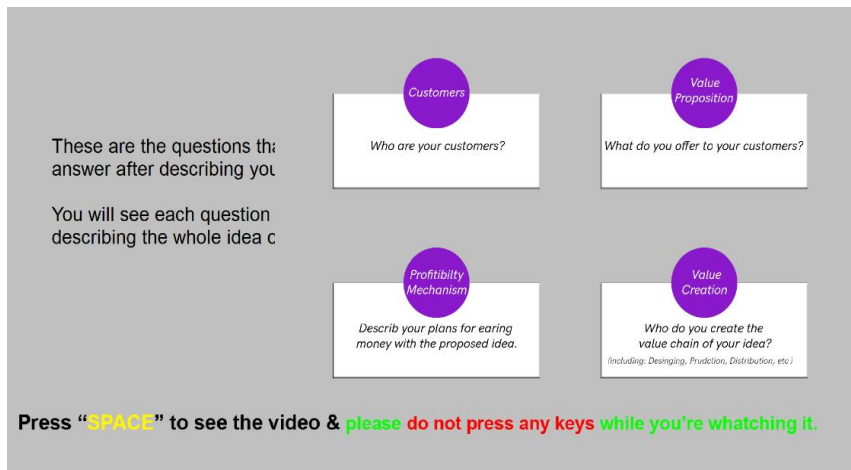 These are the questions tha
answer after describing you
You will see each question
describing the whole idea o
Customers
Who are your customers?
Value
Proposition
What do you offer to your customers?
Profitibilty
Mechanism
Describ your plans for earing
money with the proposed idea.
Value
Creation
Who do you create the
value chain of your idea?
(including: Desinging, Prudction, Distribution, etc)
Press “SPACE” to see the video & please do not press any keys while you’re whatching it.